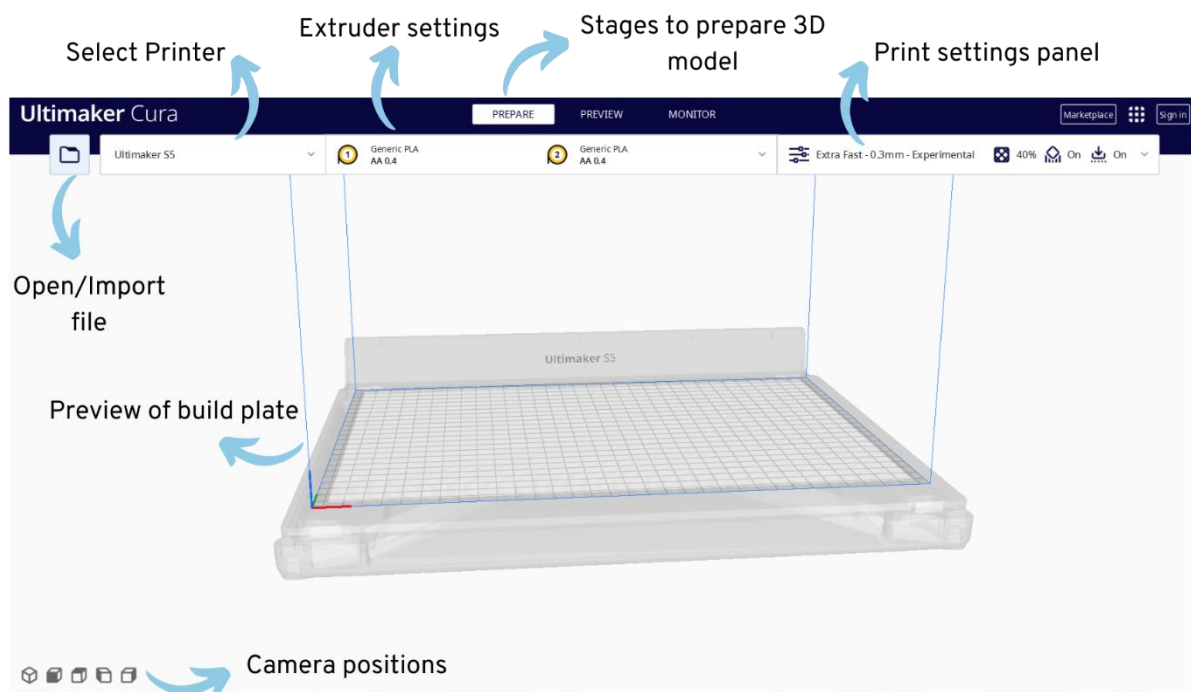 Extruder settings
Stages to prepare 3D
model
Select Printer
Print settings panel
Ultimaker Cura
PREPARE
PREVIEW
MONITOR
Marketplace
Sign in
Ultimaker S5
1
Generic PLA
AA 0.4
2
Generic PLA
AA 0.4
Extra Fast - 0.3mm - Experimental
40%
On
On
Open/Import
file
Ultimaker S5
Preview of build plate
Camera positions